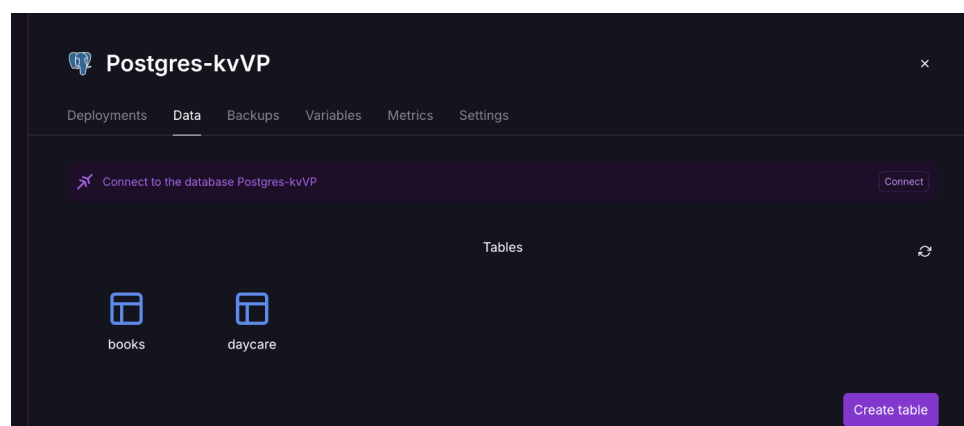 Postgres-kvVP
×
Deployments Data Backups Variables Metrics Settings
Connect to the database Postgres-kvVP Connect
Tables
books daycare
Create table